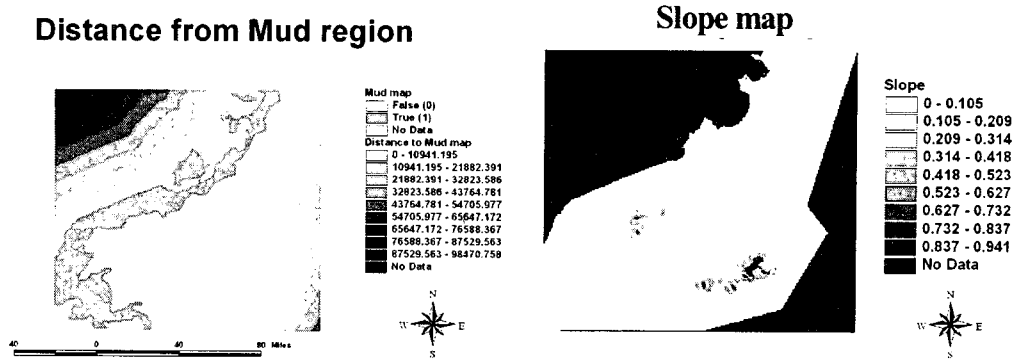 Distance from Mud region
Mud map
False (0)
True (1)
No Data
Distance to Mud map
0 - 10941.195
10941.195 - 21882.391
21882.391 - 32823.586
32823.586 - 43764.781
43764.781 - 54705.977
54705.977 - 65647.172
65647.172 - 76588.367
76588.367 - 87529.563
87529.563 - 98470.758
No Data
N
W E
S
40 0 80 Miles
Slope map
Slope
0 - 0.105
0.105 - 0.209
0.209 - 0.314
0.314 - 0.418
0.418 - 0.523
0.523 - 0.627
0.627 - 0.732
0.732 - 0.837
0.837 - 0.941
No Data
N
W E
S